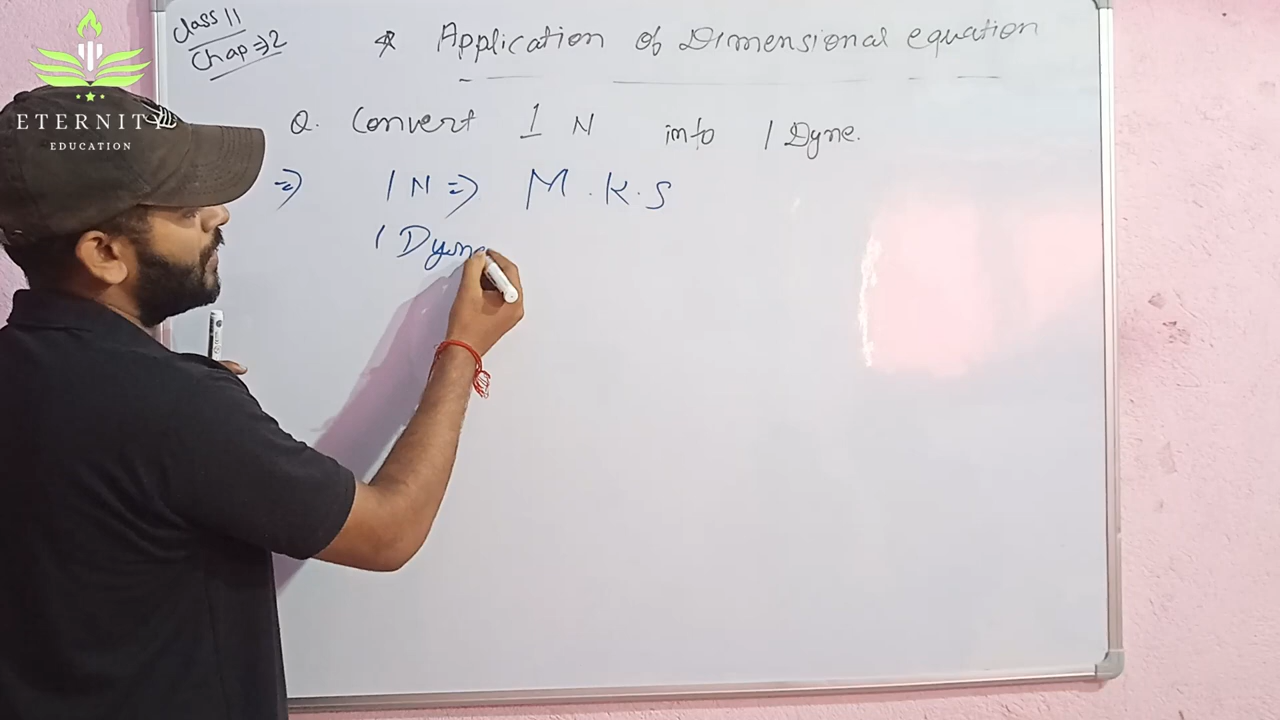 Class 11
Chap => 2
ETERNITY
EDUCATION
* Application of Dimensional equation
Q. Convert 1 N into 1 Dyne.
=> 1 N => M.K.S
1 Dyne